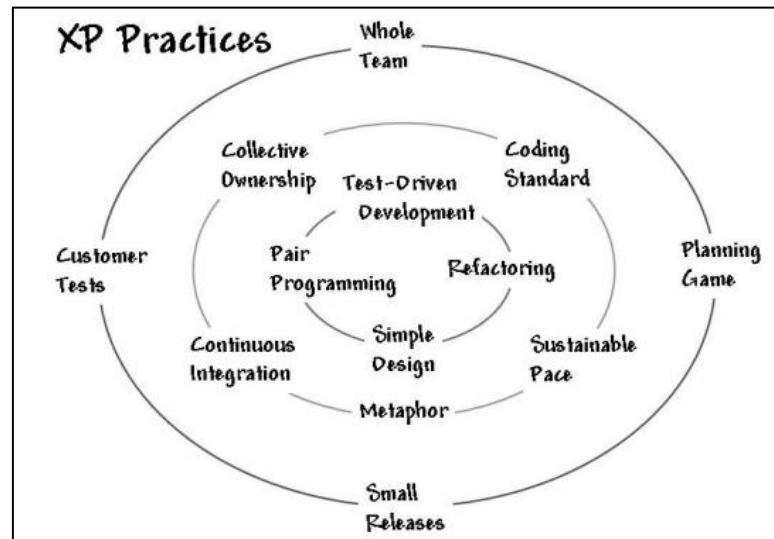 XP Practices
Whole
Team
Collective
Ownership
Coding
Standard
Test-Driven
Development
Customer
Tests
Pair
Programming
Refactoring
Planning
Game
Continuous
Integration
Simple
Design
Sustainable
Pace
Metaphor
Small
Releases